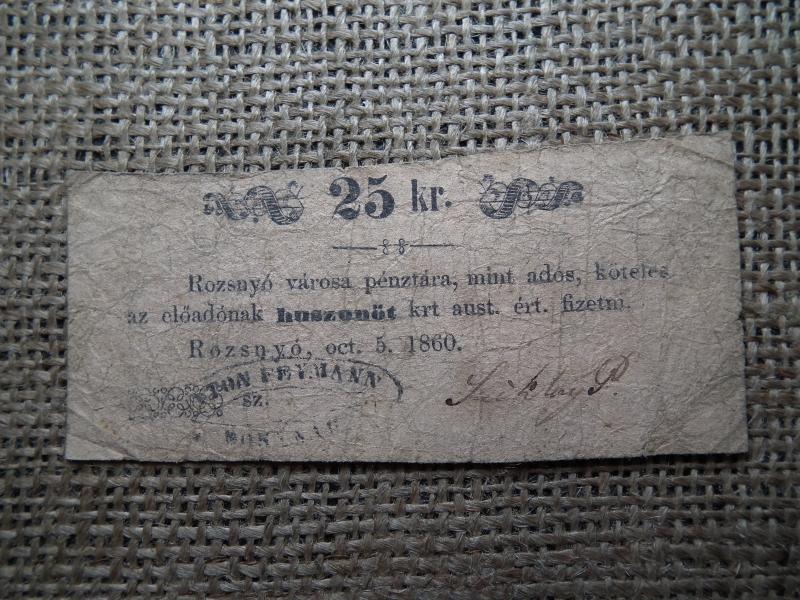 25 kr.
Rozsnyó városa pénztára, mint adós, köteles
az előadónak huszonöt krt aust. ért. fizetni.
Rozsnyó, oct. 5. 1860.
SZ.